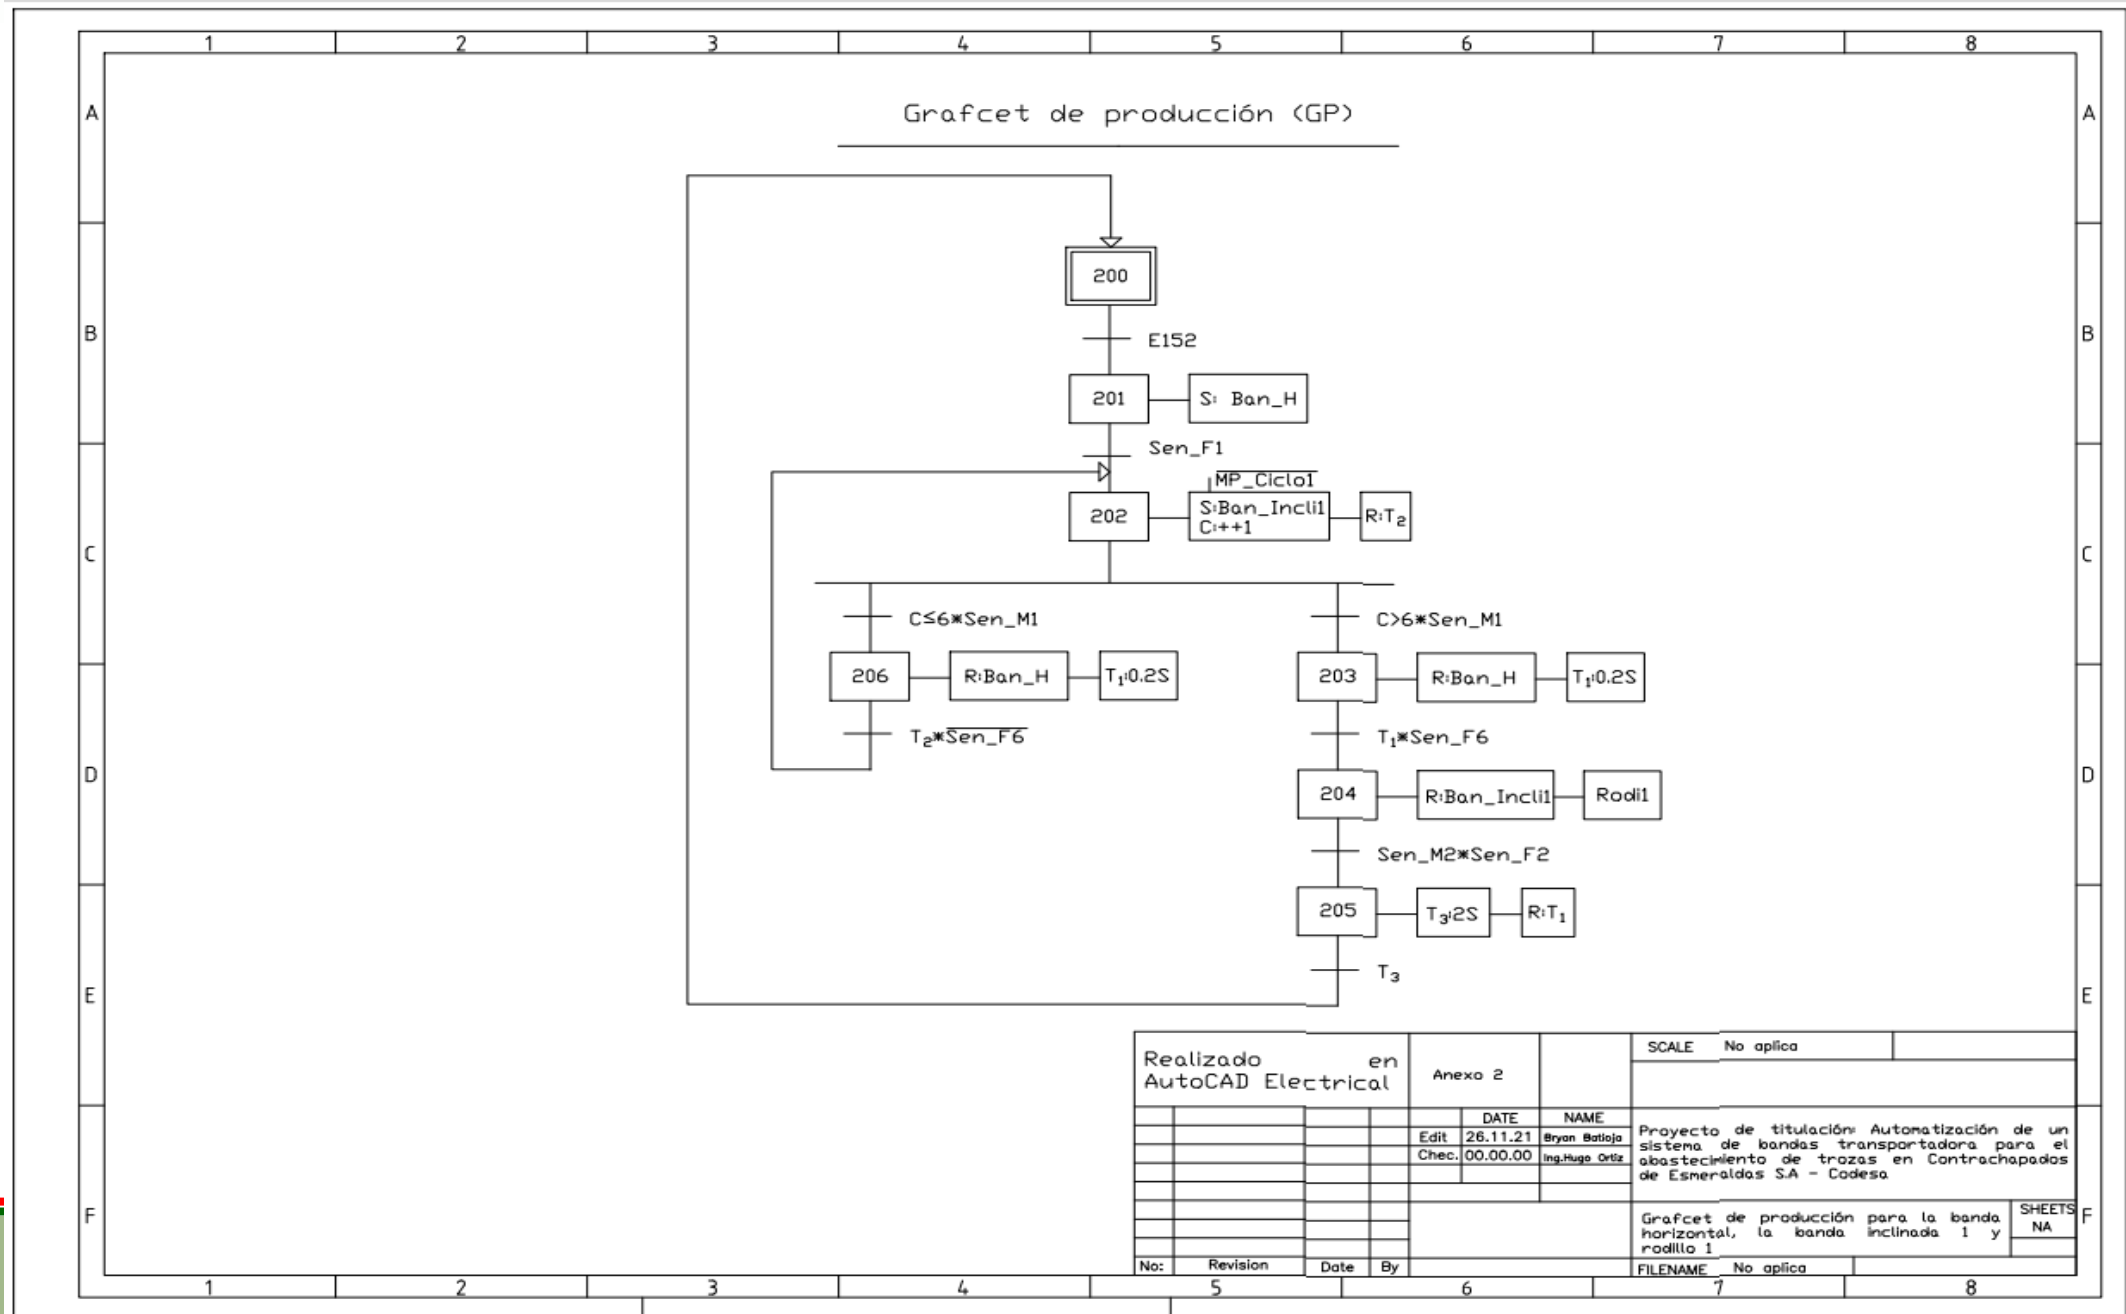 1 2 3 4 5 6 7 8
A A
Grafcet de producción (GP)
200
B B
E152
201 S: Ban_H
Sen_F1
MP_Ciclo1
202 S:Ban_Incli1 R:T₂
C:++1
C C
C≤6*Sen_M1 C>6*Sen_M1
206 R:Ban_H T₁:0.2S 203 R:Ban_H T₁:0.2S
T₂*Sen_F6 T₁*Sen_F6
D D
204 R:Ban_Incli1 Rodi1
Sen_M2*Sen_F2
205 T₃:2S R:T₁
T₃
E E
Realizado en
AutoCAD Electrical
Anexo 2
SCALE No aplica
DATE NAME
Edit 26.11.21 Bryan Batioja
Chec. 00.00.00 Ing.Hugo Ortiz
Proyecto de titulación: Automatización de un
sistema de bandas transportadora para el
abastecimiento de trozas en Contrachapados
de Esmeraldas S.A - Codesa
F F
Grafcet de producción para la banda
horizontal, la banda inclinada 1 y
rodillo 1
SHEETS
NA
No: Revision Date By
FILENAME No aplica
1 2 3 4 5 6 7 8